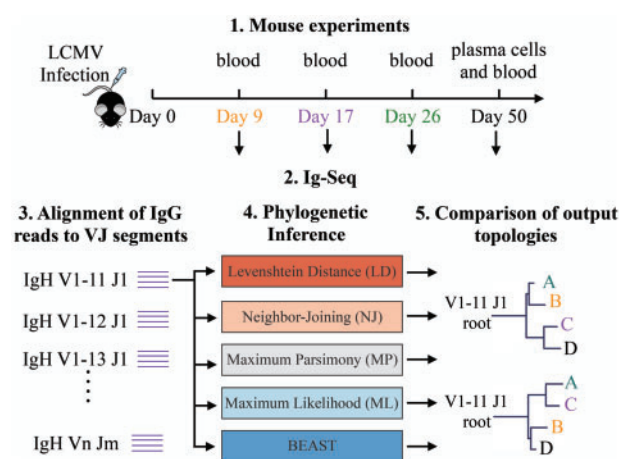 1. Mouse experiments
LCMV
Infection
blood
blood
blood
plasma cells
and blood
Day 0
Day 9
Day 17
Day 26
Day 50
2. Ig-Seq
3. Alignment of IgG
reads to VJ segments
4. Phylogenetic
Inference
5. Comparison of output
topologies
IgH V1-11 J1
IgH V1-12 J1
IgH V1-13 J1
IgH Vn Jm
Levenshtein Distance (LD)
Neighbor-Joining (NJ)
Maximum Parsimony (MP)
Maximum Likelihood (ML)
BEAST
V1-11 J1
root
A
B
C
D
V1-11 J1
root
A
C
B
D